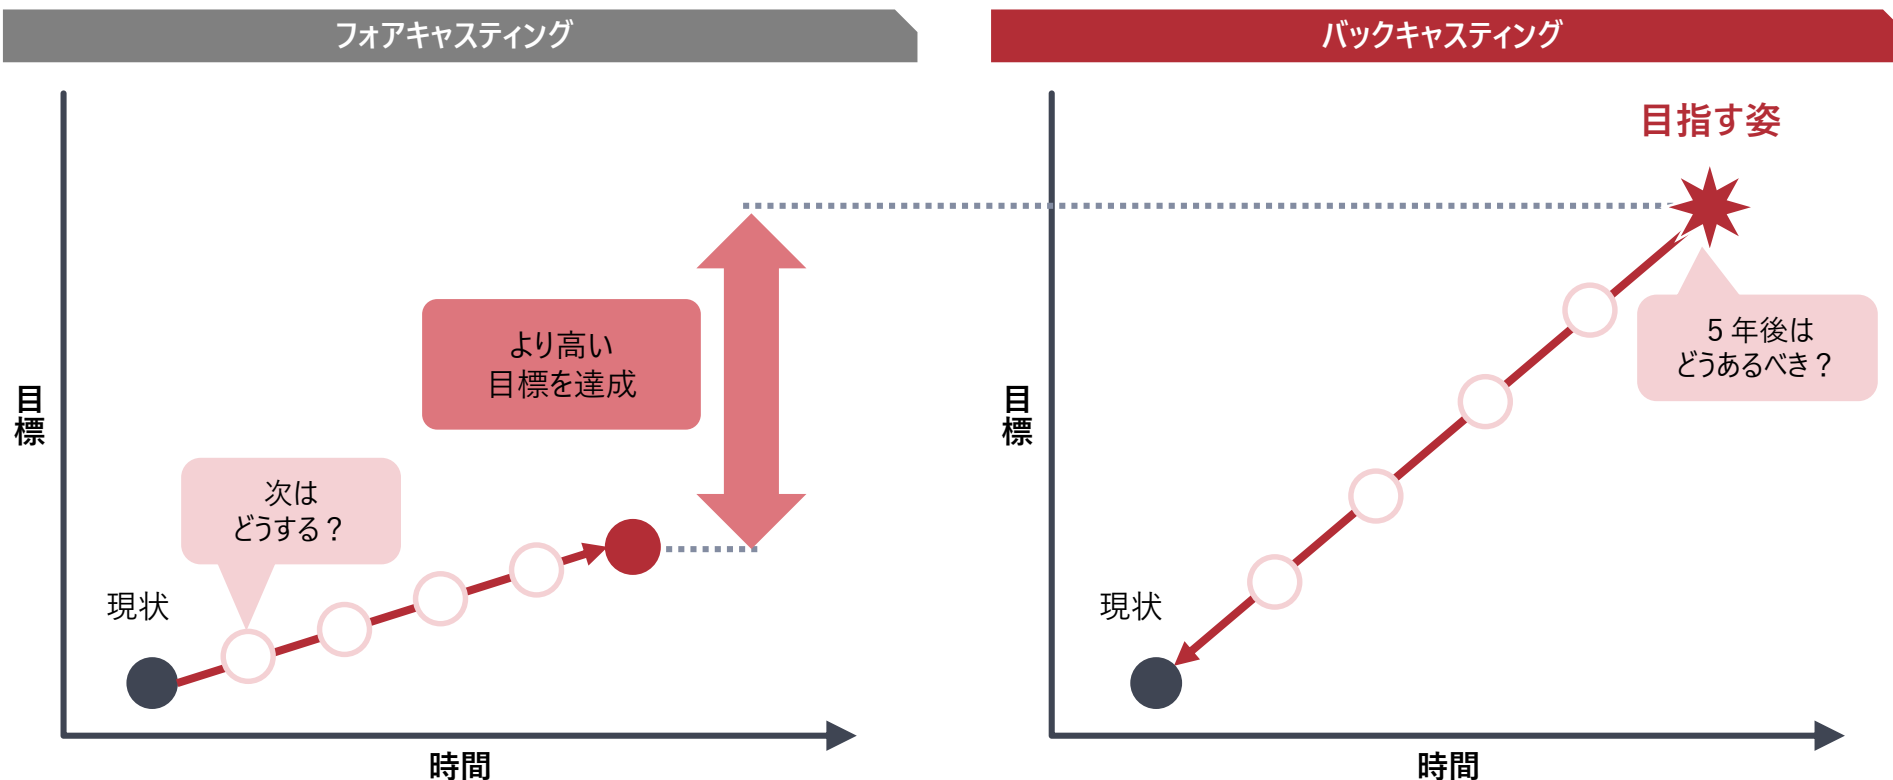 フォアキャスティング
より高い
目標を達成
次は
どうする？
現状
目標
時間
バックキャスティング
目指す姿
5 年後は
どうあるべき？
現状
目標
時間